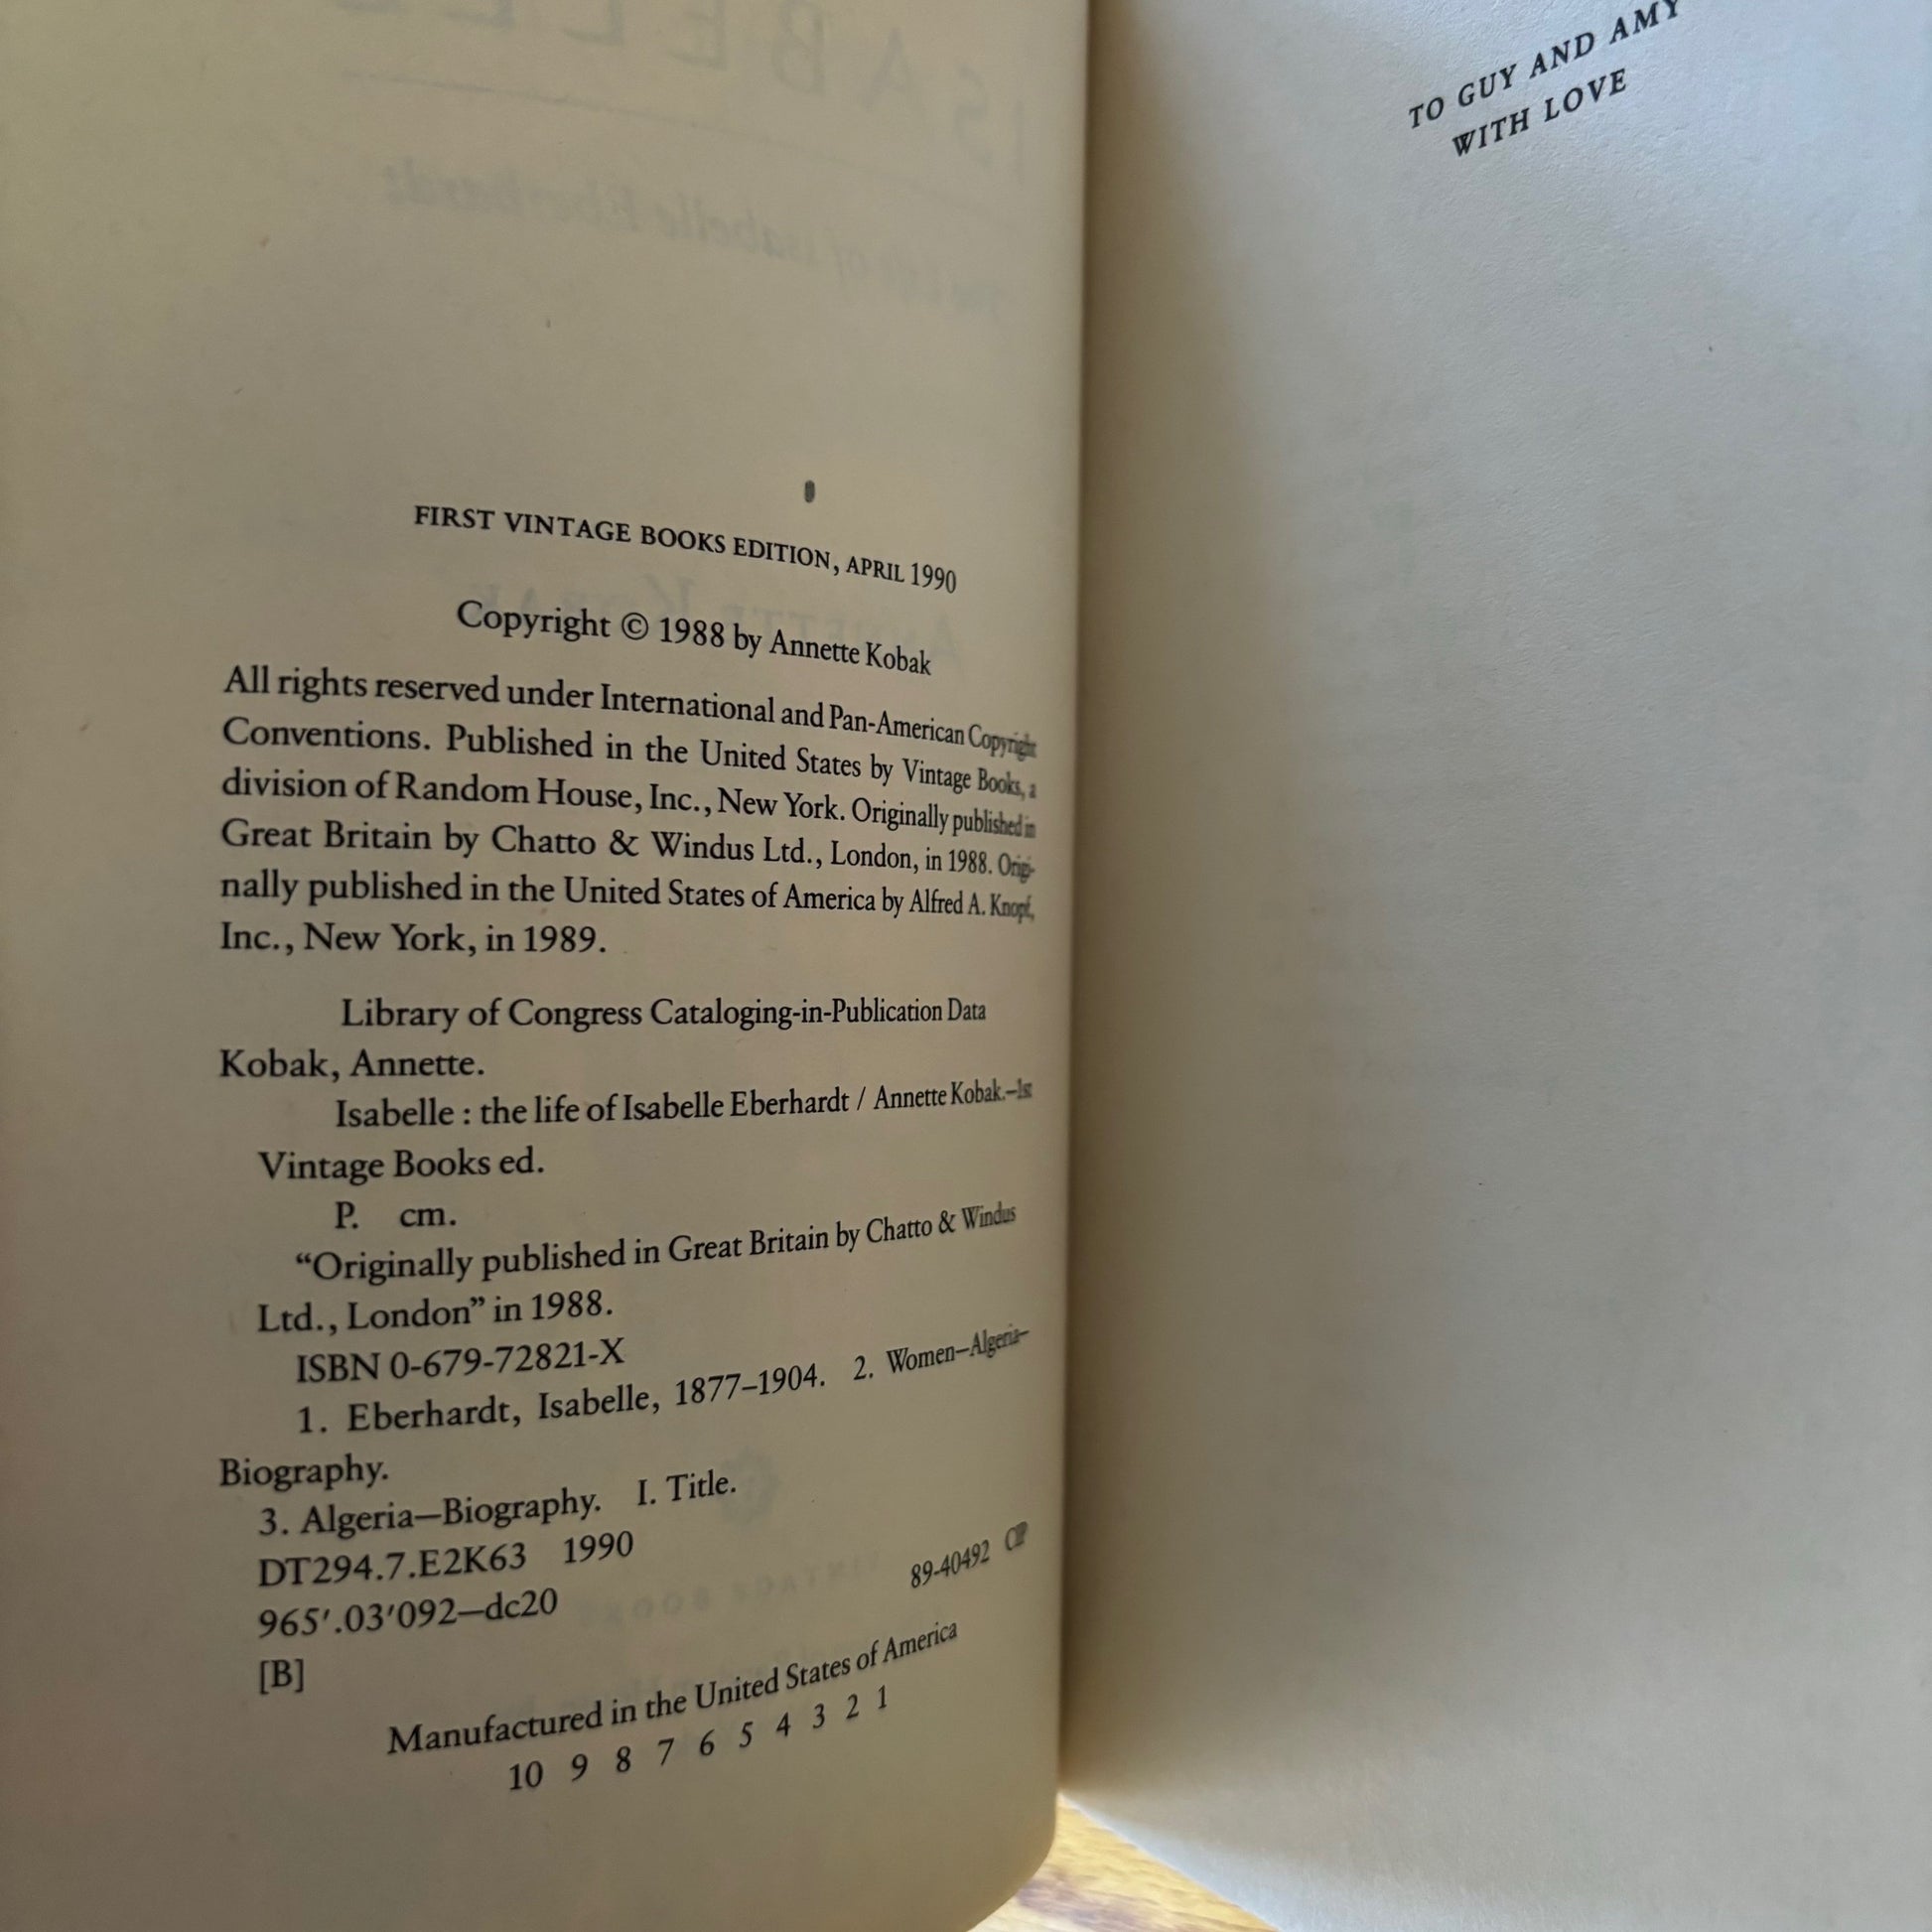 FIRST VINTAGE BOOKS EDITION, APRIL 1990
Copyright © 1988 by Annette Kobak
All rights reserved under International and Pan-American Copyright
Conventions. Published in the United States by Vintage Books, a
division of Random House, Inc., New York. Originally published in
Great Britain by Chatto & Windus Ltd., London, in 1988. Origi-
nally published in the United States of America by Alfred A. Knopf,
Inc., New York, in 1989.
Library of Congress Cataloging-in-Publication Data
Kobak, Annette.
Isabelle : the life of Isabelle Eberhardt / Annette Kobak.—1st
Vintage Books ed.
P. cm.
“Originally published in Great Britain by Chatto & Windus
Ltd., London” in 1988.
ISBN 0-679-72821-X
1. Eberhardt, Isabelle, 1877–1904. 2. Women—Algeria—
Biography.
3. Algeria—Biography. I. Title.
DT294.7.E2K63 1990
965′.03′092—dc20
89-40492 CIP
[B]
Manufactured in the United States of America
10 9 8 7 6 5 4 3 2 1
TO GUY AND AMY
WITH LOVE